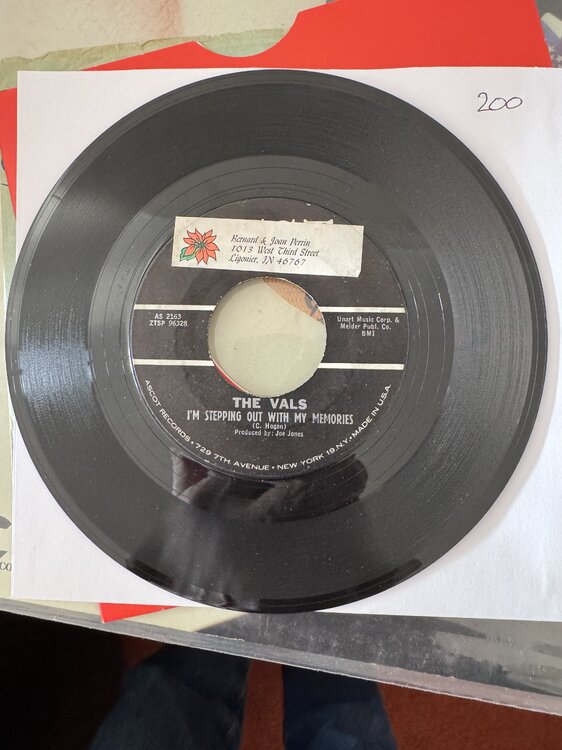 200
Bernard & Joan Perrin
1013 West Third Street
Ligonier, IN 46767
AS 2163
ZTSP 96328
Unart Music Corp. &
Melder Publ. Co.
BMI
THE VALS
I'M STEPPING OUT WITH MY MEMORIES
(C. Hogan)
Produced by: Joe Jones
ASCOT RECORDS • 729 7TH AVENUE • NEW YORK 19, N.Y. • MADE IN U.S.A.